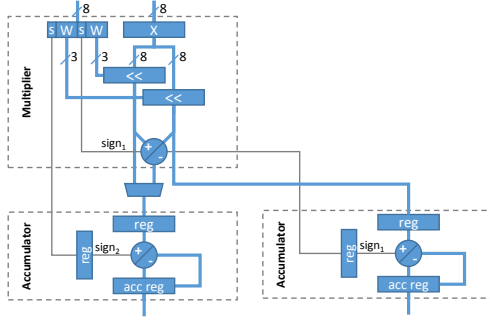 8 8
s W s W X
3 3 8 8
<<
<<
Multiplier
sign1
+ -
reg
reg
sign2
+ -
acc reg
Accumulator
reg
reg
sign1
+ -
acc reg
Accumulator